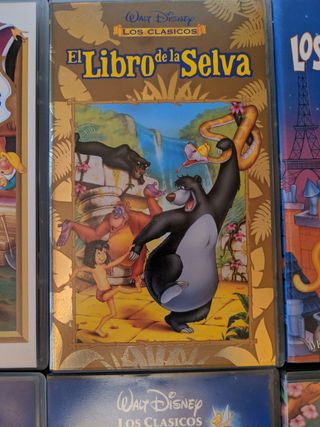 WALT DISNEY
LOS CLASICOS
El Libro de la Selva
LOS
WALT DISNEY
LOS CLASICOS